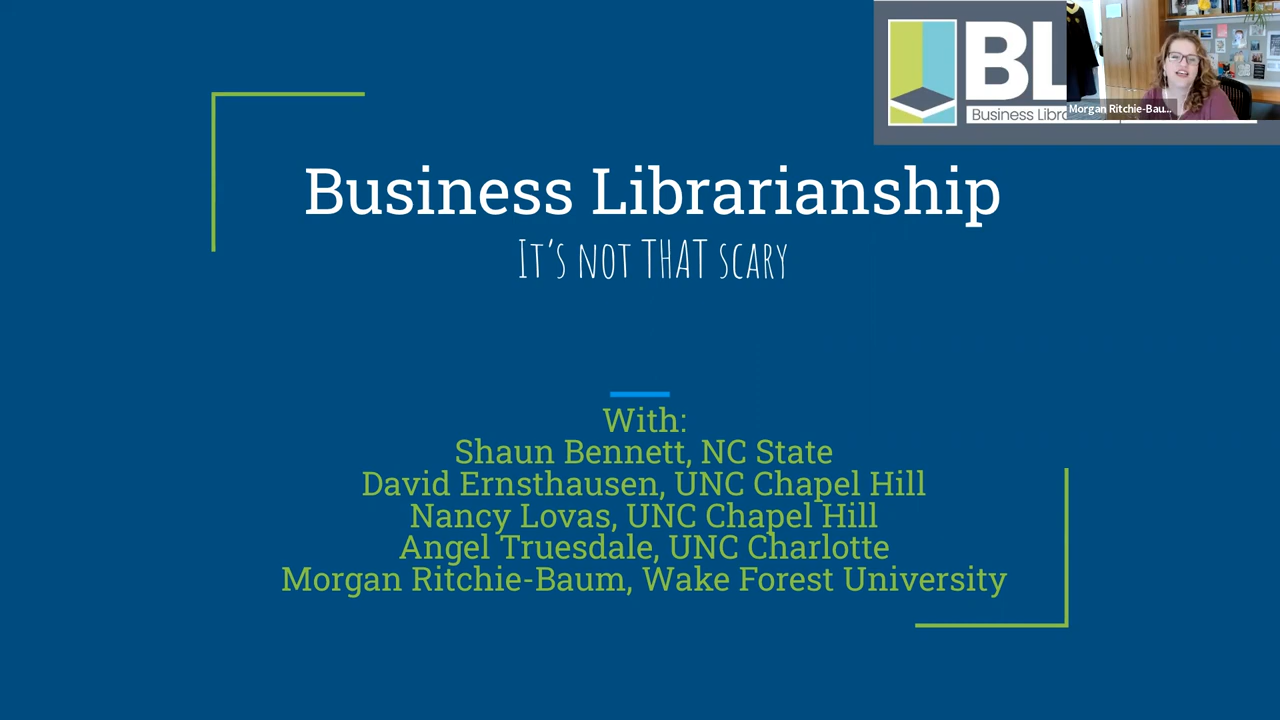 BL
Business Libra
Morgan Ritchie-Bau...
Business Librarianship
It's not THAT scary
With:
Shaun Bennett, NC State
David Ernsthausen, UNC Chapel Hill
Nancy Lovas, UNC Chapel Hill
Angel Truesdale, UNC Charlotte
Morgan Ritchie-Baum, Wake Forest University